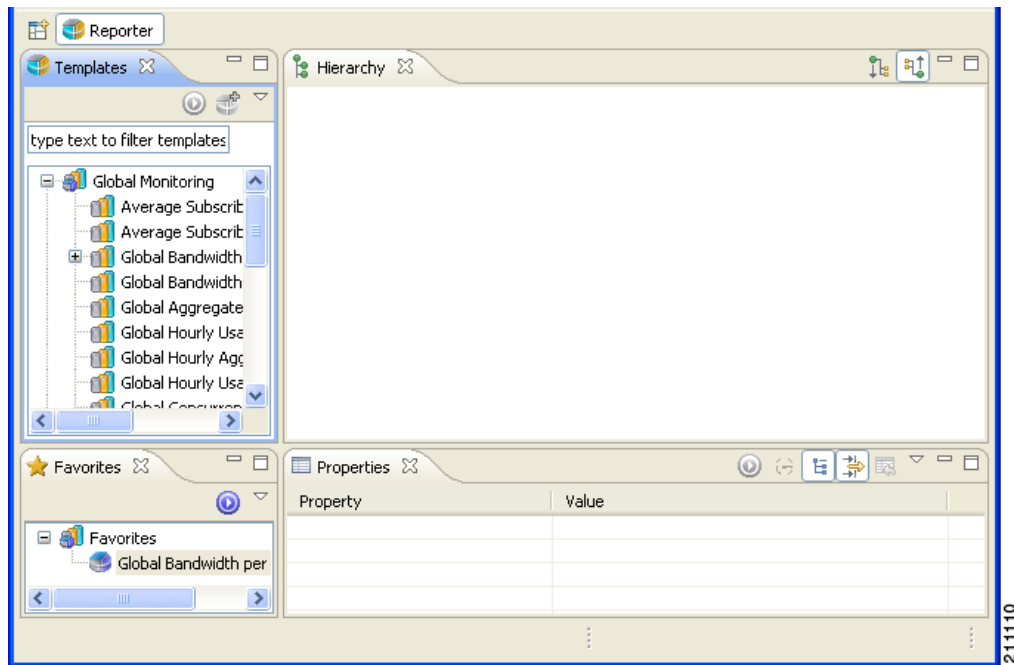 Reporter
Templates
Hierarchy
type text to filter templates
Global Monitoring
Average Subscrib
Average Subscrib
Global Bandwidth
Global Bandwidth
Global Aggregate
Global Hourly Usa
Global Hourly Agg
Global Hourly Usa
Global Concurren
Favorites
Properties
Property Value
Favorites
Global Bandwidth per
211110